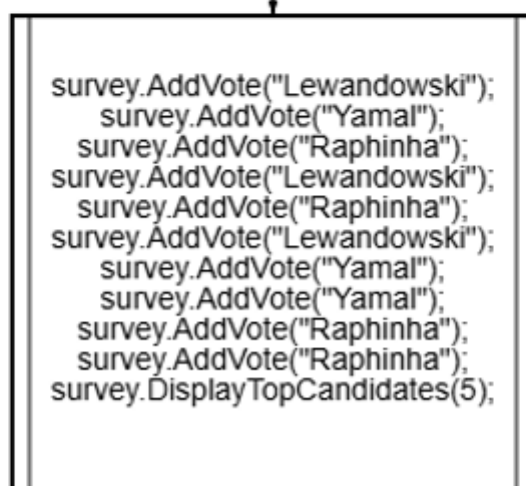 survey.AddVote("Lewandowski");
survey.AddVote("Yamal");
survey.AddVote("Raphinha");
survey.AddVote("Lewandowski");
survey.AddVote("Raphinha");
survey.AddVote("Lewandowski");
survey.AddVote("Yamal");
survey.AddVote("Yamal");
survey.AddVote("Raphinha");
survey.AddVote("Raphinha");
survey.DisplayTopCandidates(5);